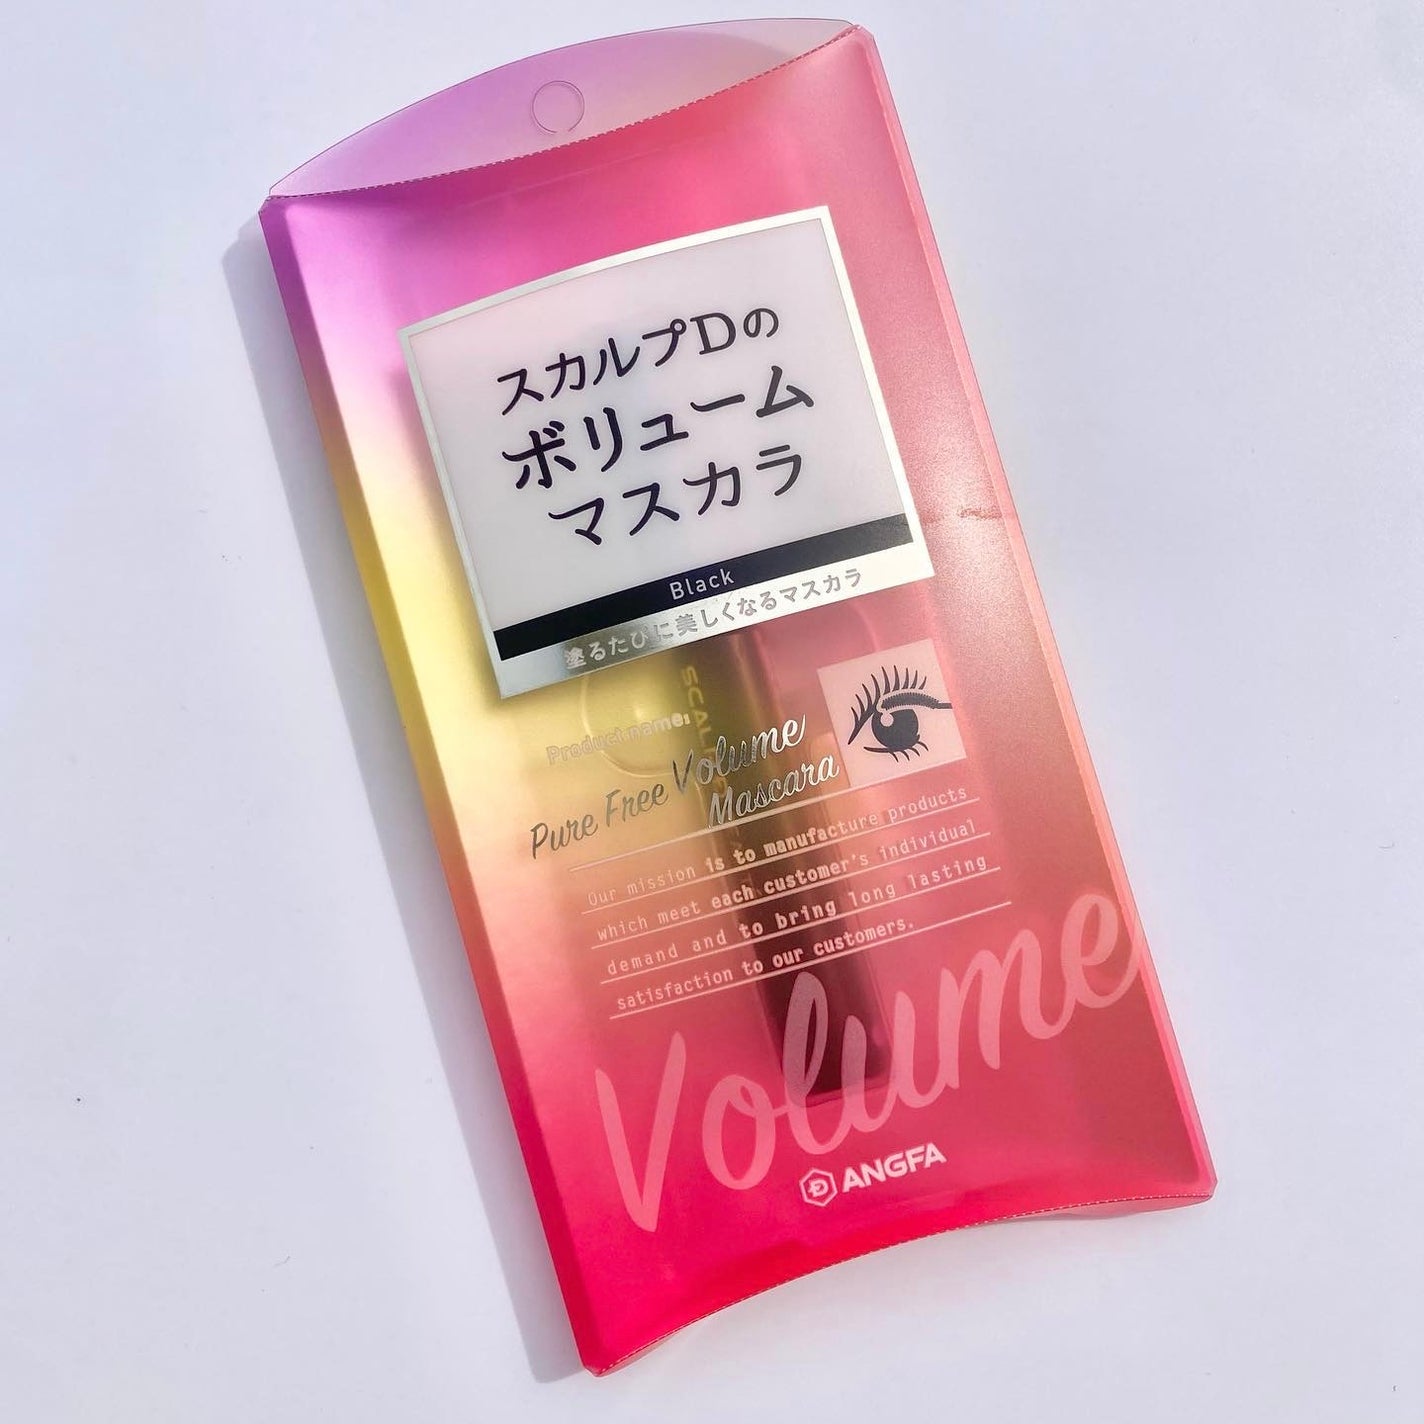 スカルプDの
ボリューム
マスカラ
Black
塗るたびに美しくなるマスカラ
Product name:
Pure Free Volume
Mascara
Our mission is to manufacture products
which meet each customer's individual
demand and to bring long lasting
satisfaction to our customers.
Volume
ANGFA